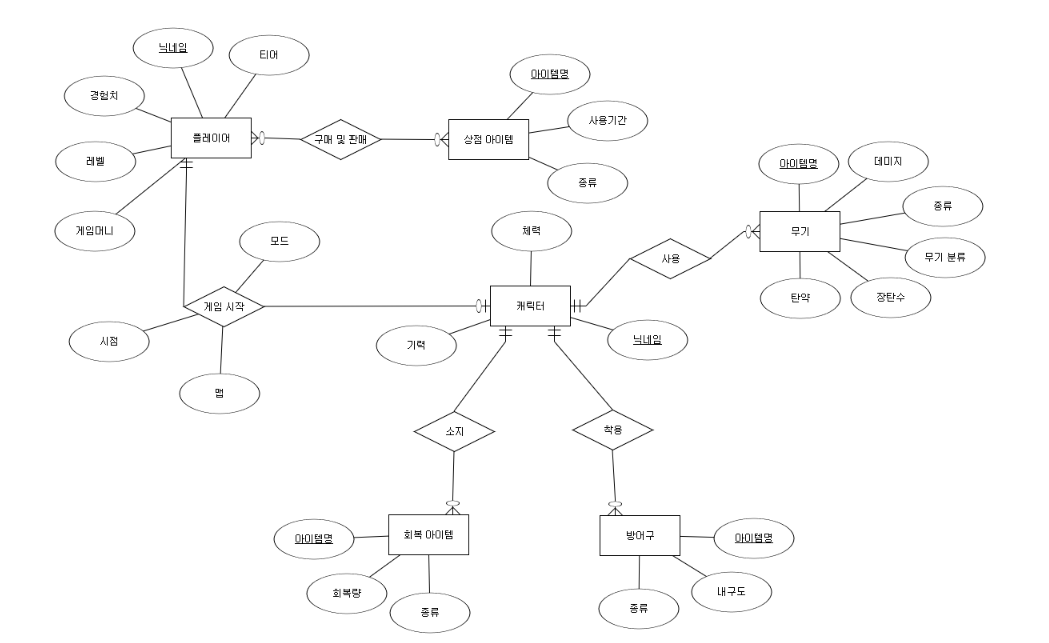 닉네임
티어
경험치
플레이어
레벨
게임머니
구매 및 판매
아이템명
사용기간
상점 아이템
종류
아이템명
데미지
종류
무기
무기 분류
탄약
장탄수
체력
사용
모드
게임 시작
캐릭터
시점
기력
닉네임
맵
소지
착용
아이템명
회복 아이템
회복량
종류
방어구
아이템명
종류
내구도